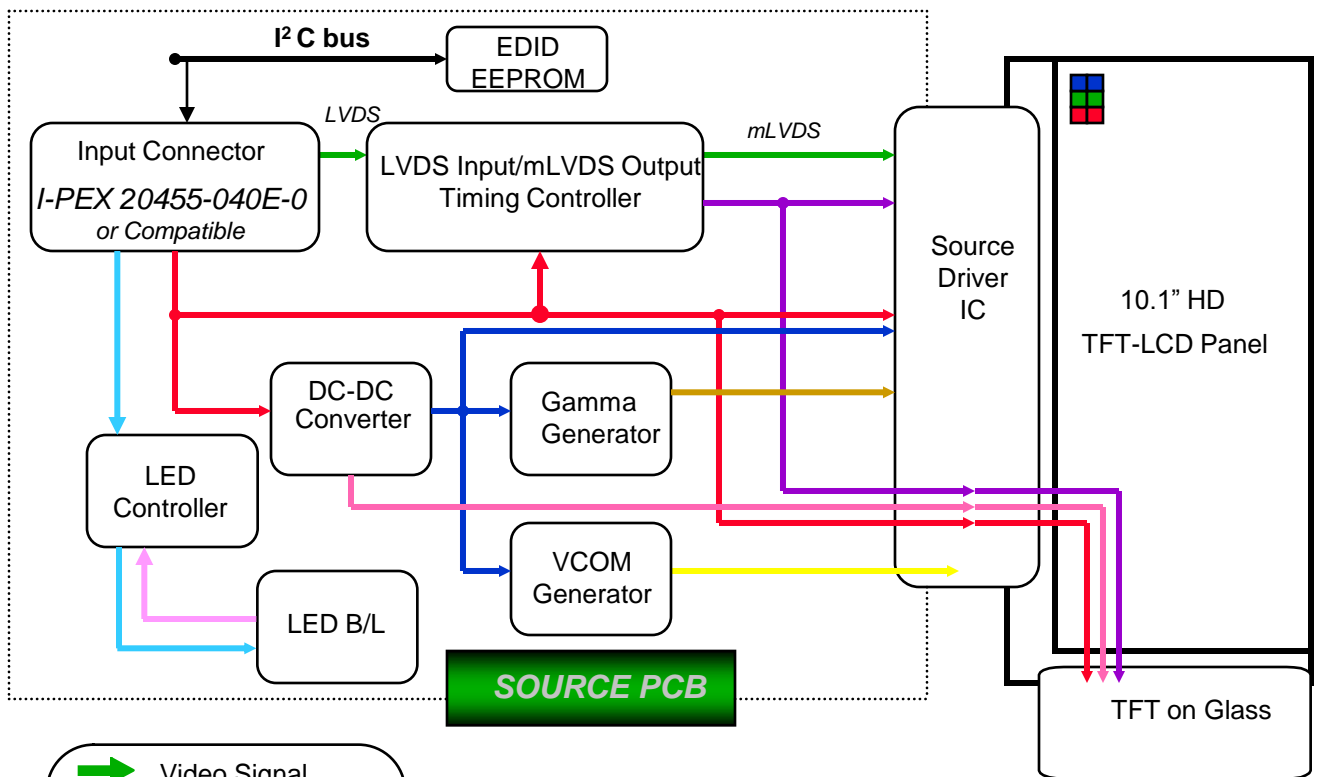 I² C bus
EDID
EEPROM
LVDS
mLVDS
Input Connector
I-PEX 20455-040E-0
or Compatible
LVDS Input/mLVDS Output
Timing Controller
Source
Driver
IC
10.1” HD
TFT-LCD Panel
DC-DC
Converter
Gamma
Generator
LED
Controller
VCOM
Generator
LED B/L
SOURCE PCB
TFT on Glass
Video Signal